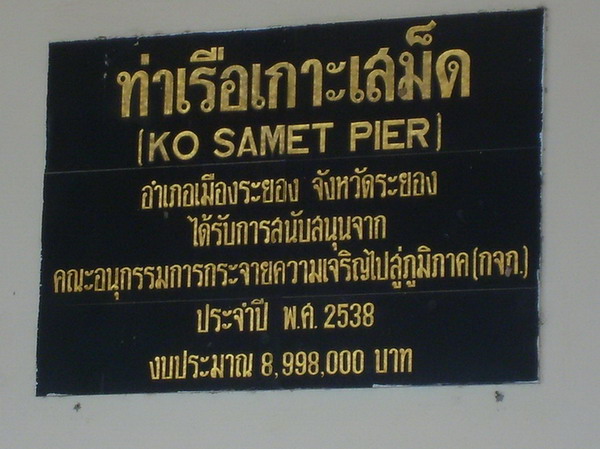 ท่าเรือเกาะเสม็ด
(KO SAMET PIER)
อำเภอเมืองระยอง จังหวัดระยอง
ได้รับการสนับสนุนจาก
คณะอนุกรรมการกระจายความเจริญไปสู่ภูมิภาค(กจภ.)
ประจำปี พ.ศ. 2538
งบประมาณ 8,998,000 บาท